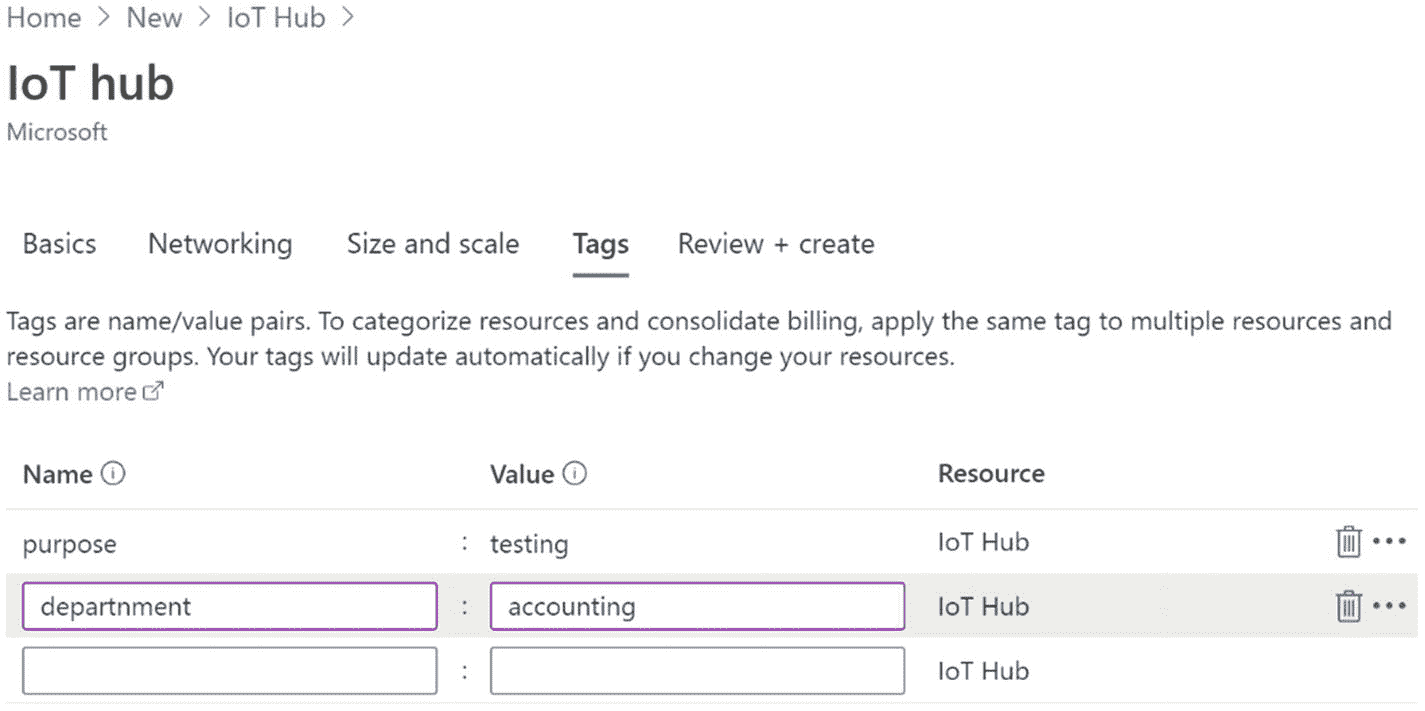 Home > New > IoT Hub >
IoT hub
Microsoft
Basics Networking Size and scale Tags Review + create
Tags are name/value pairs. To categorize resources and consolidate billing, apply the same tag to multiple resources and
resource groups. Your tags will update automatically if you change your resources.
Learn more
Name Value Resource
purpose : testing IoT Hub
departnment : accounting IoT Hub
: IoT Hub